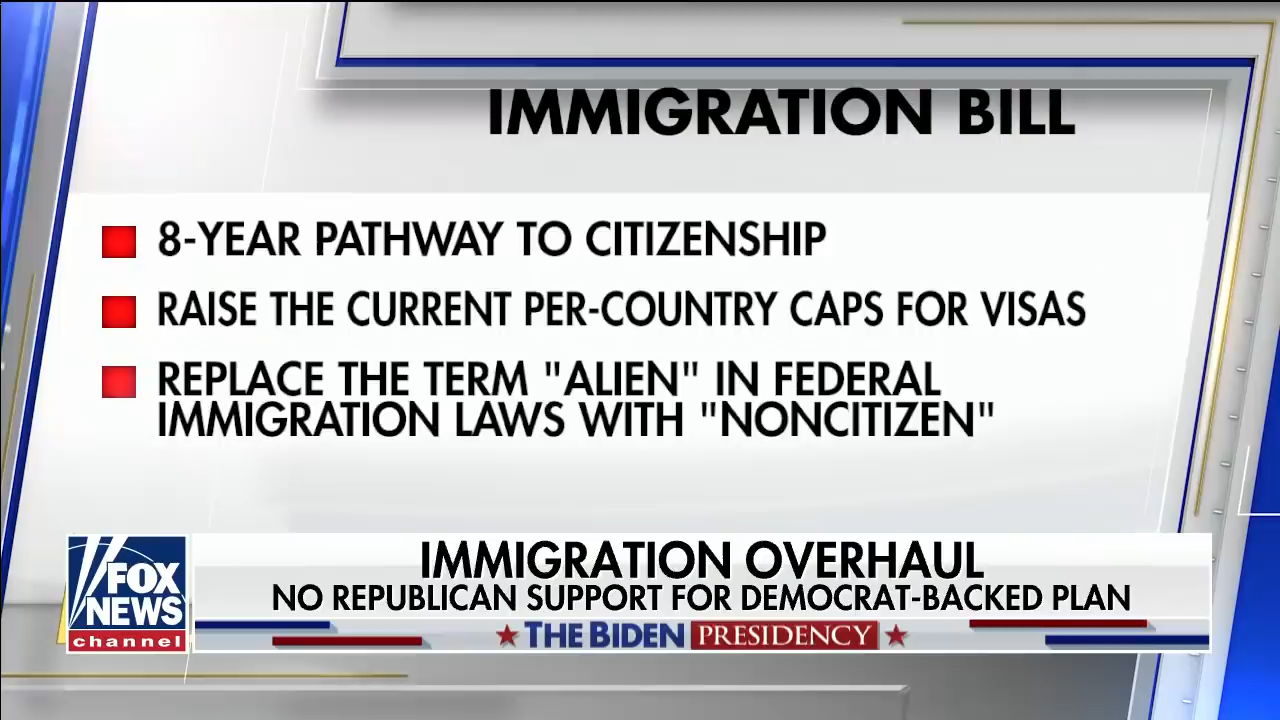 IMMIGRATION BILL
8-YEAR PATHWAY TO CITIZENSHIP
RAISE THE CURRENT PER-COUNTRY CAPS FOR VISAS
REPLACE THE TERM "ALIEN" IN FEDERAL
IMMIGRATION LAWS WITH "NONCITIZEN"
IMMIGRATION OVERHAUL
NO REPUBLICAN SUPPORT FOR DEMOCRAT-BACKED PLAN
THE BIDEN PRESIDENCY
FOX
NEWS
channel